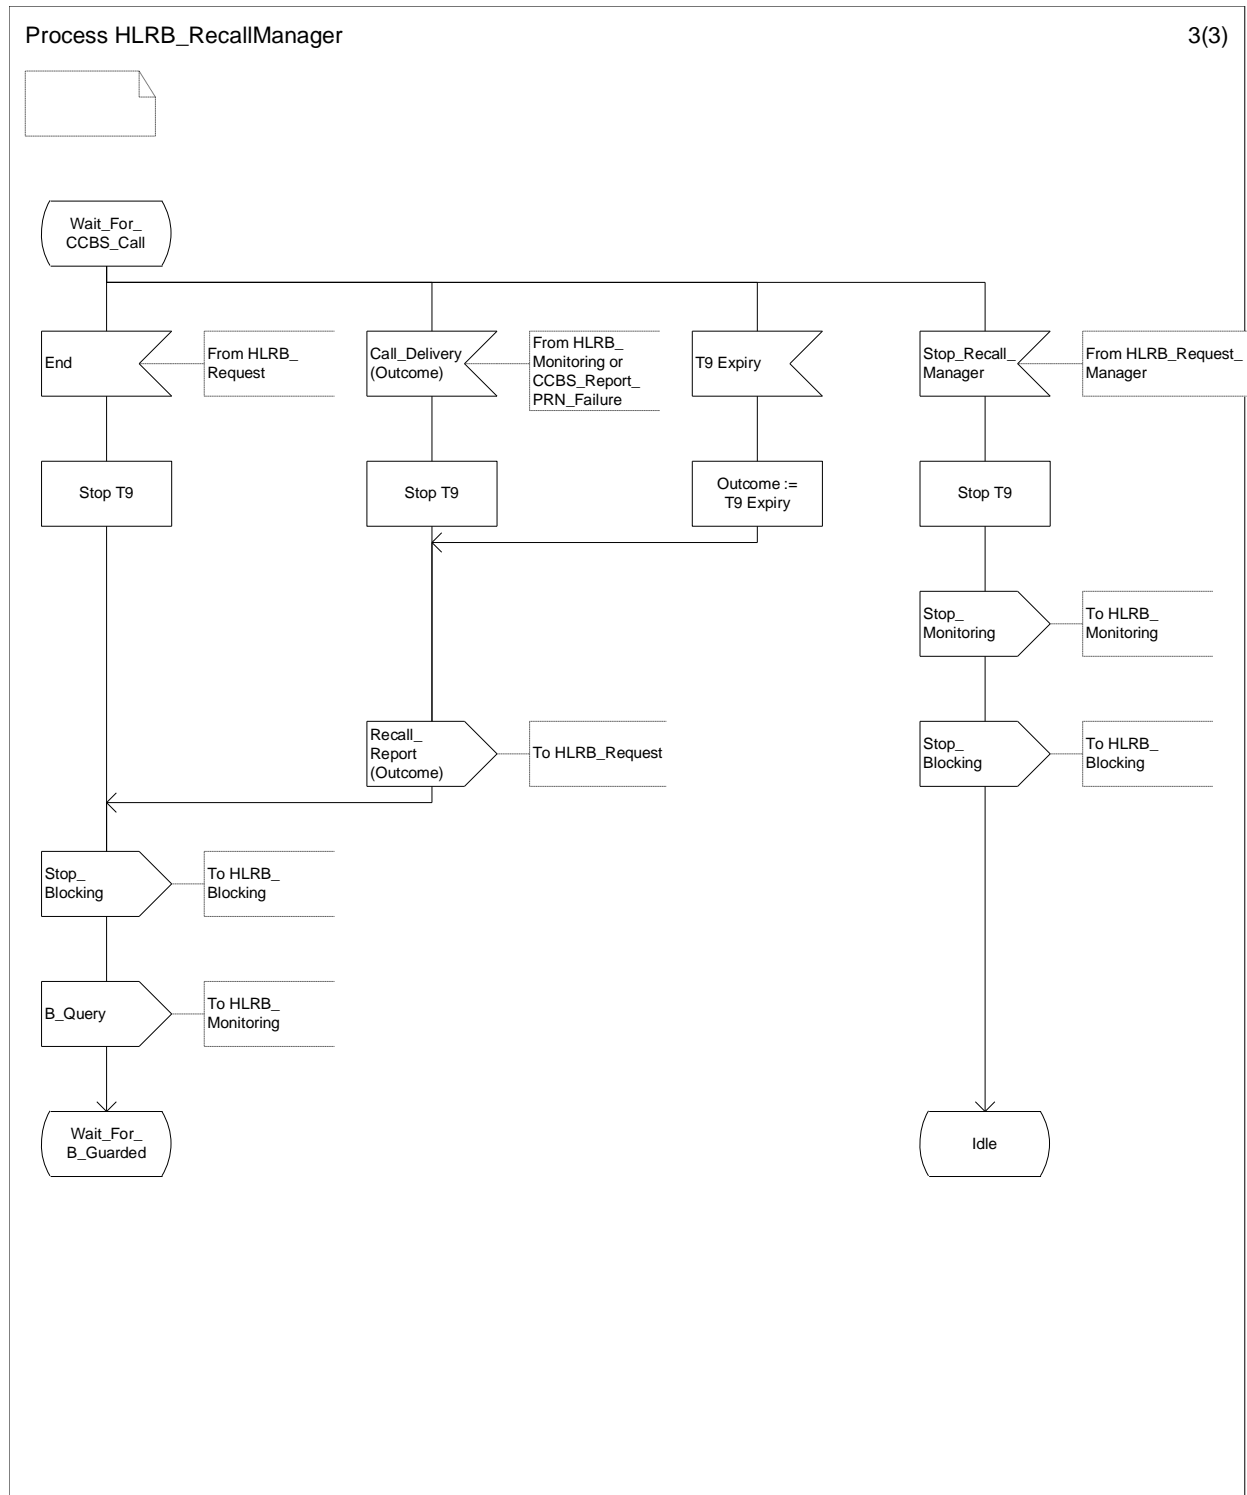 Process HLRB_RecallManager
3(3)
Wait_For_
CCBS_Call
End
From HLRB_
Request
Call_Delivery
(Outcome)
From HLRB_
Monitoring or
CCBS_Report_
PRN_Failure
T9 Expiry
Stop_Recall_
Manager
From HLRB_Request_
Manager
Stop T9
Stop T9
Outcome :=
T9 Expiry
Stop T9
Stop_
Monitoring
To HLRB_
Monitoring
Recall_
Report
(Outcome)
To HLRB_Request
Stop_
Blocking
To HLRB_
Blocking
Stop_
Blocking
To HLRB_
Blocking
B_Query
To HLRB_
Monitoring
Wait_For_
B_Guarded
Idle